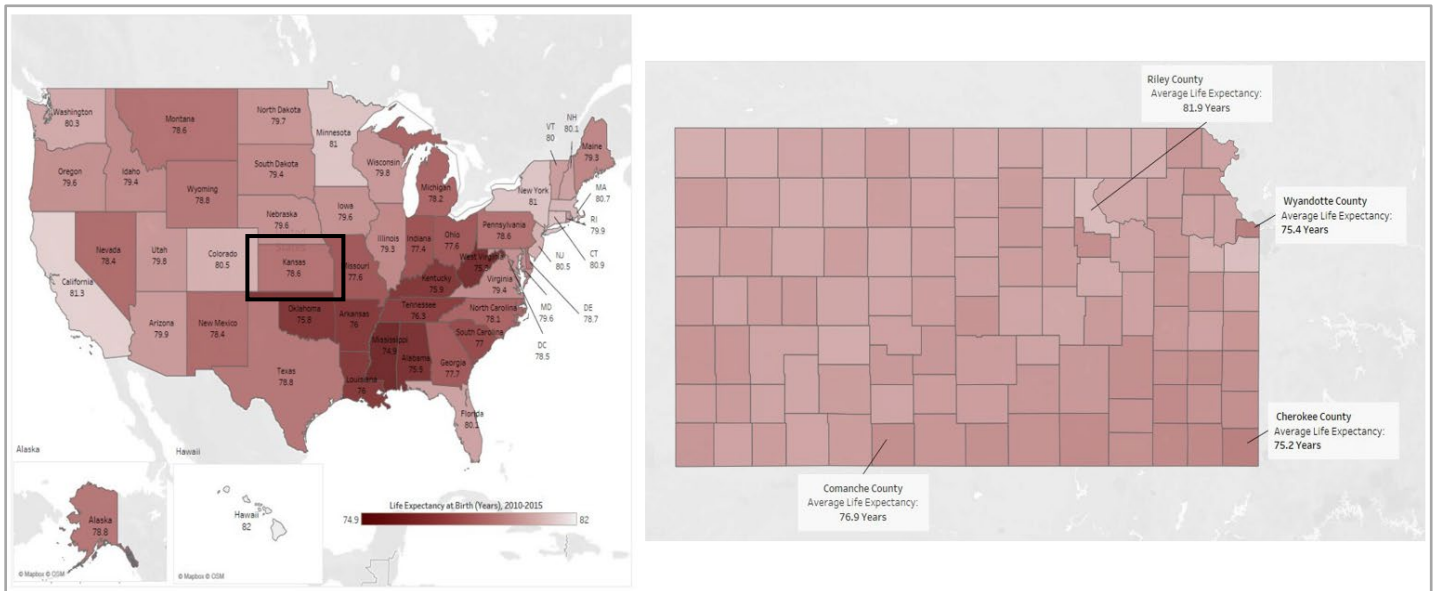 Washington
80.3
Montana
78.6
North Dakota
79.7
Minnesota
81
VT
80
NH
80.1
Maine
79.3
Oregon
79.6
Idaho
79.4
Wyoming
78.8
South Dakota
79.4
Wisconsin
79.8
Michigan
78.2
New York
81
MA
80.7
RI
79.9
CT
80.9
Nevada
78.4
Utah
79.8
Colorado
80.5
Nebraska
79.6
Iowa
79.6
Illinois
79.3
Indiana
77.4
Ohio
77.6
Pennsylvania
78.6
NJ
80.5
California
81.3
Kansas
78.6
Missouri
77.6
Kentucky
75.9
West Virginia
Virginia
79.4
MD
79.6
DE
78.7
DC
78.5
Arizona
79.9
New Mexico
78.4
Oklahoma
75.8
Arkansas
76
Tennessee
76.3
North Carolina
78.1
South Carolina
77
Mississippi
74.9
Alabama
Georgia
77.7
Texas
78.8
Louisiana
76
Florida
80.1
Alaska
Alaska
78.8
© Mapbox © OSM
Hawaii
Hawaii
82
© Mapbox © OSM
Life Expectancy at Birth (Years), 2010-2015
74.9
82
Riley County
Average Life Expectancy:
81.9 Years
Wyandotte County
Average Life Expectancy:
75.4 Years
Cherokee County
Average Life Expectancy:
75.2 Years
Comanche County
Average Life Expectancy:
76.9 Years